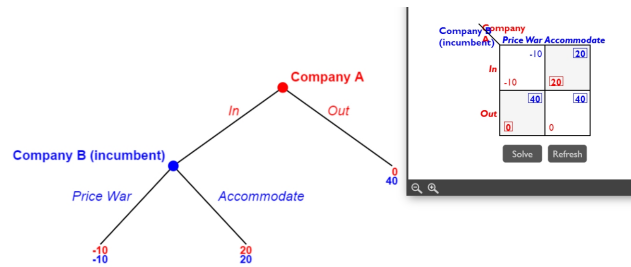 Company A
In
Out
Company B (incumbent)
0
40
Price War
Accommodate
-10
-10
20
20
Company
Company B
A
(incumbent)
Price War Accommodate
-10
20
In
-10
20
40
40
Out
0
0
Solve
Refresh